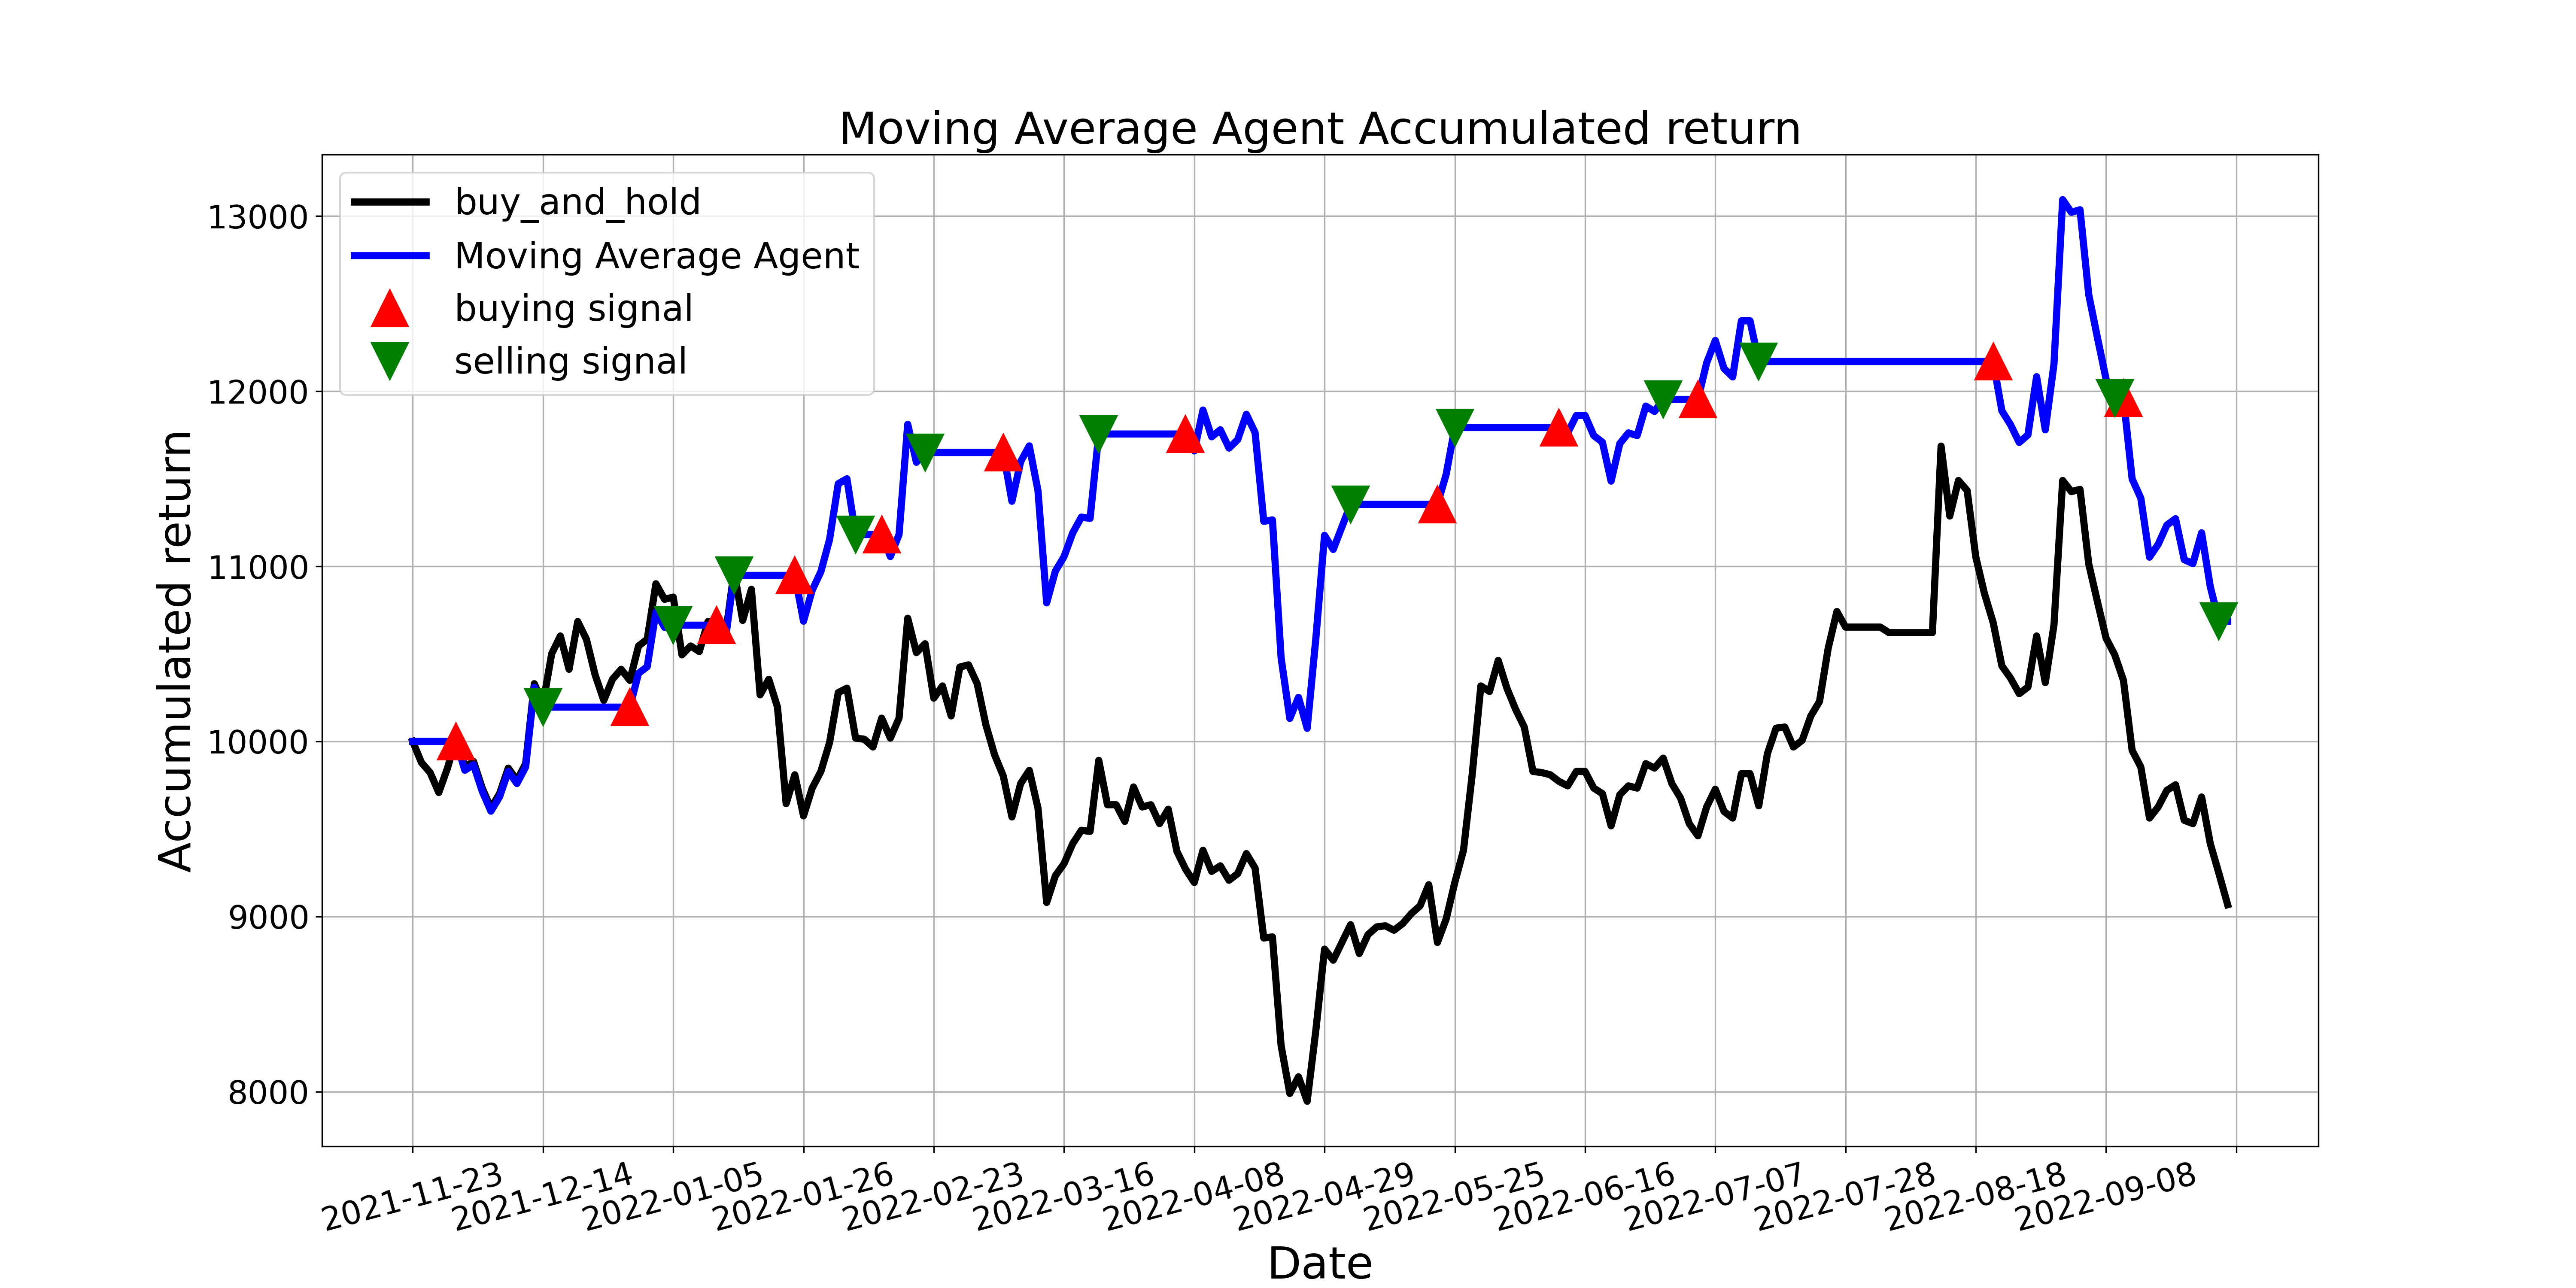 Moving Average Agent Accumulated return
buy_and_hold
Moving Average Agent
buying signal
selling signal
Accumulated return
13000
12000
11000
10000
9000
8000
2021-11-23
2021-12-14
2022-01-05
2022-01-26
2022-02-23
2022-03-16
2022-04-08
2022-04-29
2022-05-25
2022-06-16
2022-07-07
2022-07-28
2022-08-18
2022-09-08
Date